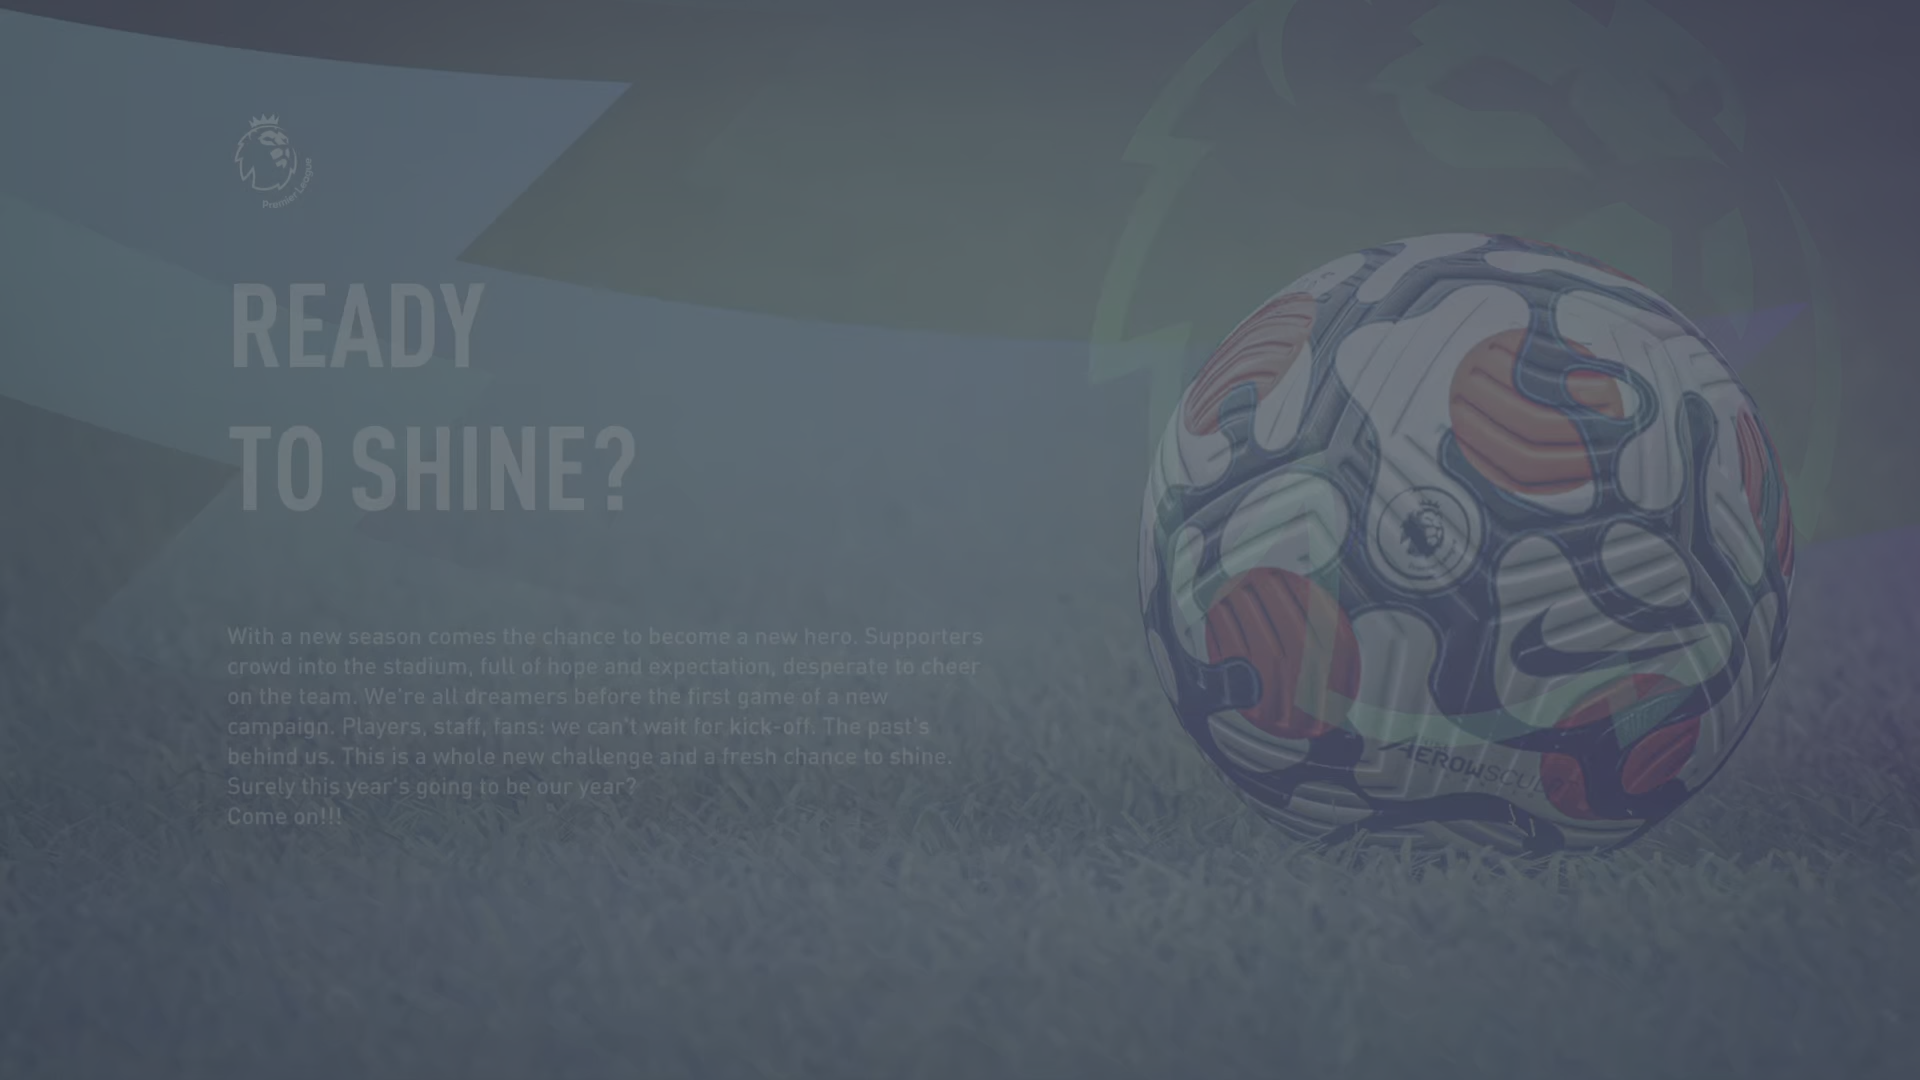 Premier League
READY
TO SHINE?
With a new season comes the chance to become a new hero. Supporters
crowd into the stadium, full of hope and expectation, desperate to cheer
on the team. We're all dreamers before the first game of a new
campaign. Players, staff, fans: we can't wait for kick-off. The past's
behind us. This is a whole new challenge and a fresh chance to shine.
Surely this year's going to be our year?
Come on!!!